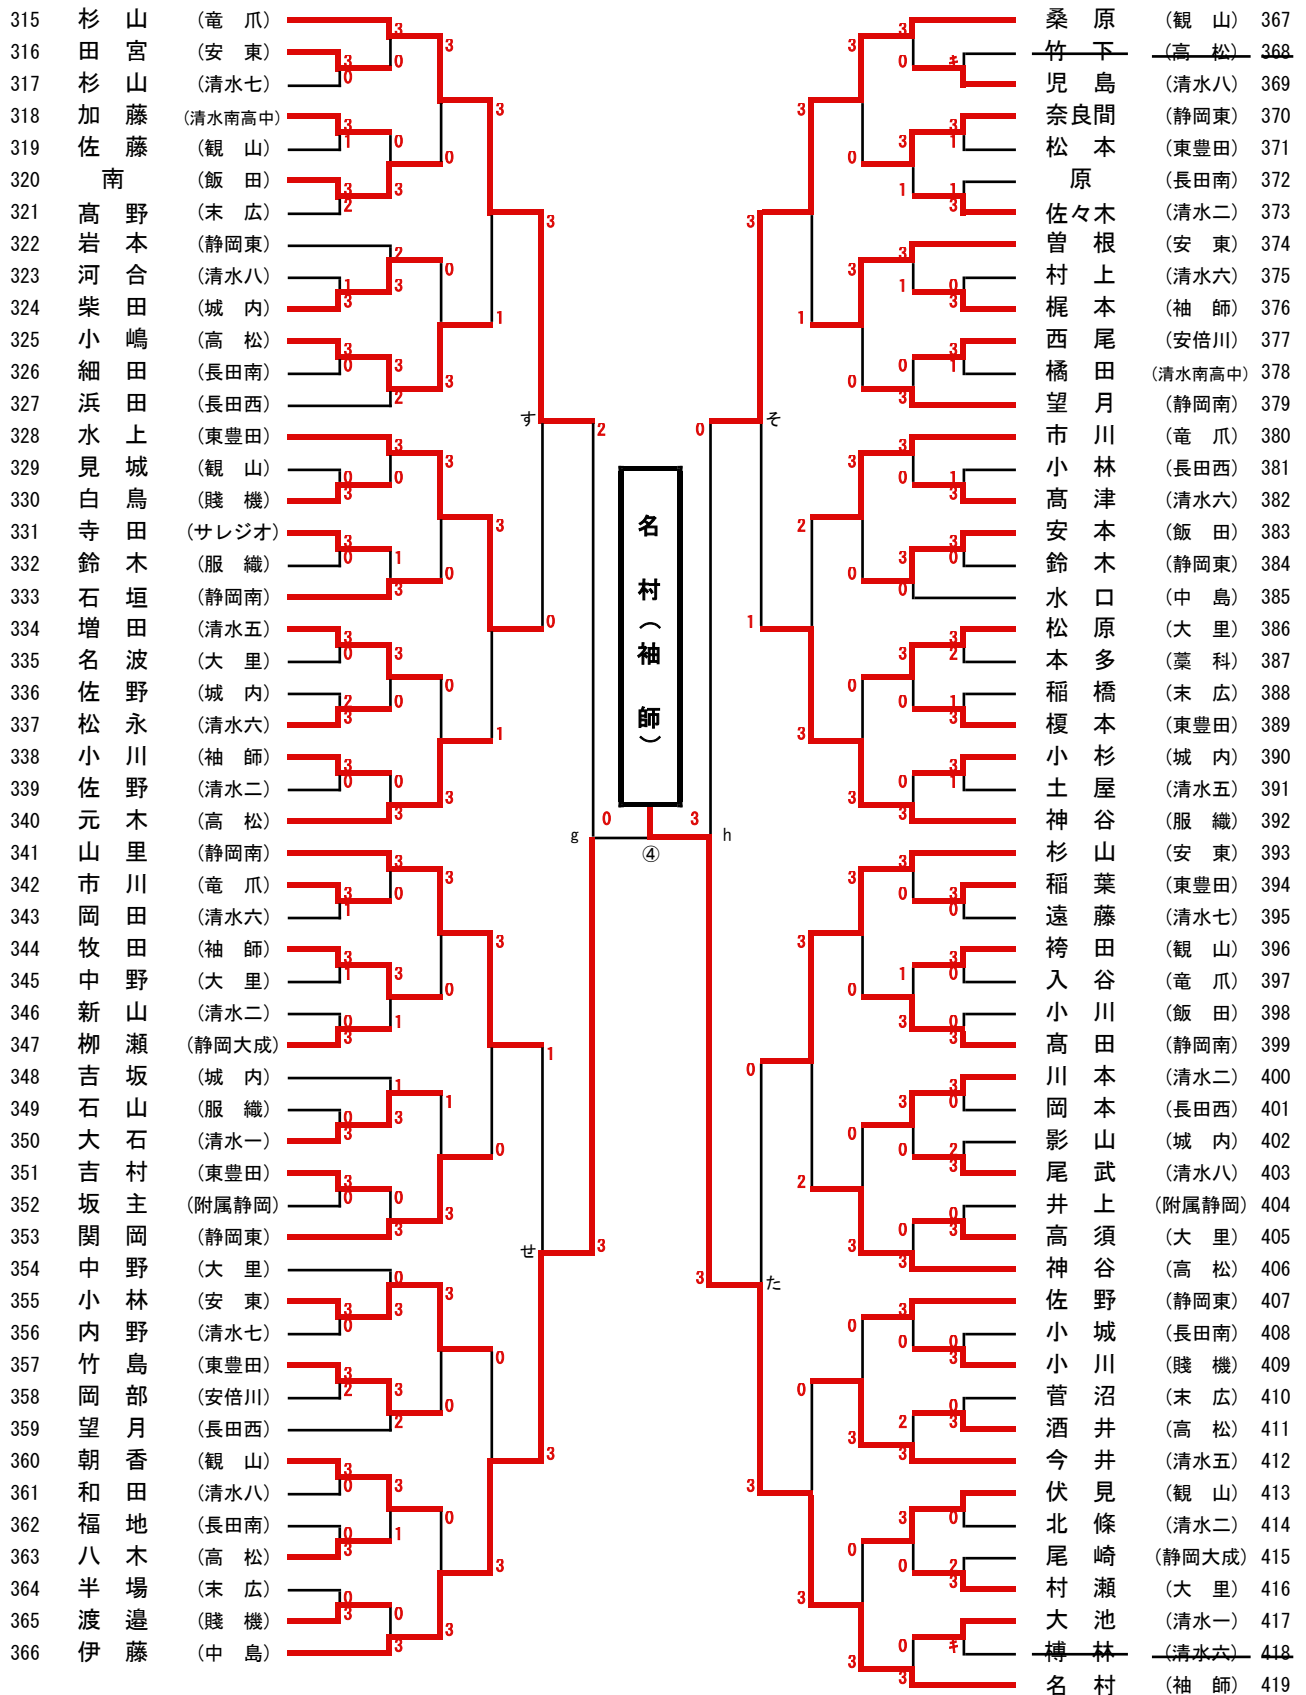 315 杉山 (竜爪)
316 田宮 (安東)
317 杉山 (清水七)
318 加藤 (清水南高中)
319 佐藤 (観山)
320 南 (飯田)
321 髙野 (末広)
322 岩本 (静岡東)
323 河合 (清水八)
324 柴田 (城内)
325 小嶋 (高松)
326 細田 (長田南)
327 浜田 (長田西)
328 水上 (東豊田)
329 見城 (観山)
330 白鳥 (賤機)
331 寺田 (サレジオ)
332 鈴木 (服織)
333 石垣 (静岡南)
334 増田 (清水五)
335 名波 (大里)
336 佐野 (城内)
337 松永 (清水六)
338 小川 (袖師)
339 佐野 (清水二)
340 元木 (高松)
341 山里 (静岡南)
342 市川 (竜爪)
343 岡田 (清水六)
344 牧田 (袖師)
345 中野 (大里)
346 新山 (清水二)
347 栁瀬 (静岡大成)
348 吉坂 (城内)
349 石山 (服織)
350 大石 (清水一)
351 吉村 (東豊田)
352 坂主 (附属静岡)
353 関岡 (静岡東)
354 中野 (大里)
355 小林 (安東)
356 内野 (清水七)
357 竹島 (東豊田)
358 岡部 (安倍川)
359 望月 (長田西)
360 朝香 (観山)
361 和田 (清水八)
362 福地 (長田南)
363 八木 (高松)
364 半場 (末広)
365 渡邉 (賤機)
366 伊藤 (中島)
す
せ
g
2
3
0
名村(袖師)
④
3
0
3
h
そ
た
桑原 (観山) 367
竹下 (高松) 368
児島 (清水八) 369
奈良間 (静岡東) 370
松本 (東豊田) 371
原 (長田南) 372
佐々木 (清水二) 373
曽根 (安東) 374
村上 (清水六) 375
梶本 (袖師) 376
西尾 (安倍川) 377
橘田 (清水南高中) 378
望月 (静岡南) 379
市川 (竜爪) 380
小林 (長田西) 381
髙津 (清水六) 382
安本 (飯田) 383
鈴木 (静岡東) 384
水口 (中島) 385
松原 (大里) 386
本多 (藁科) 387
稲橋 (末広) 388
榎本 (東豊田) 389
小杉 (城内) 390
土屋 (清水五) 391
神谷 (服織) 392
杉山 (安東) 393
稲葉 (東豊田) 394
遠藤 (清水七) 395
袴田 (観山) 396
入谷 (竜爪) 397
小川 (飯田) 398
髙田 (静岡南) 399
川本 (清水二) 400
岡本 (長田西) 401
影山 (城内) 402
尾武 (清水八) 403
井上 (附属静岡) 404
高須 (大里) 405
神谷 (高松) 406
佐野 (静岡東) 407
小城 (長田南) 408
小川 (賤機) 409
菅沼 (末広) 410
酒井 (高松) 411
今井 (清水五) 412
伏見 (観山) 413
北條 (清水二) 414
尾崎 (静岡大成) 415
村瀬 (大里) 416
大池 (清水一) 417
榑林 (清水六) 418
名村 (袖師) 419